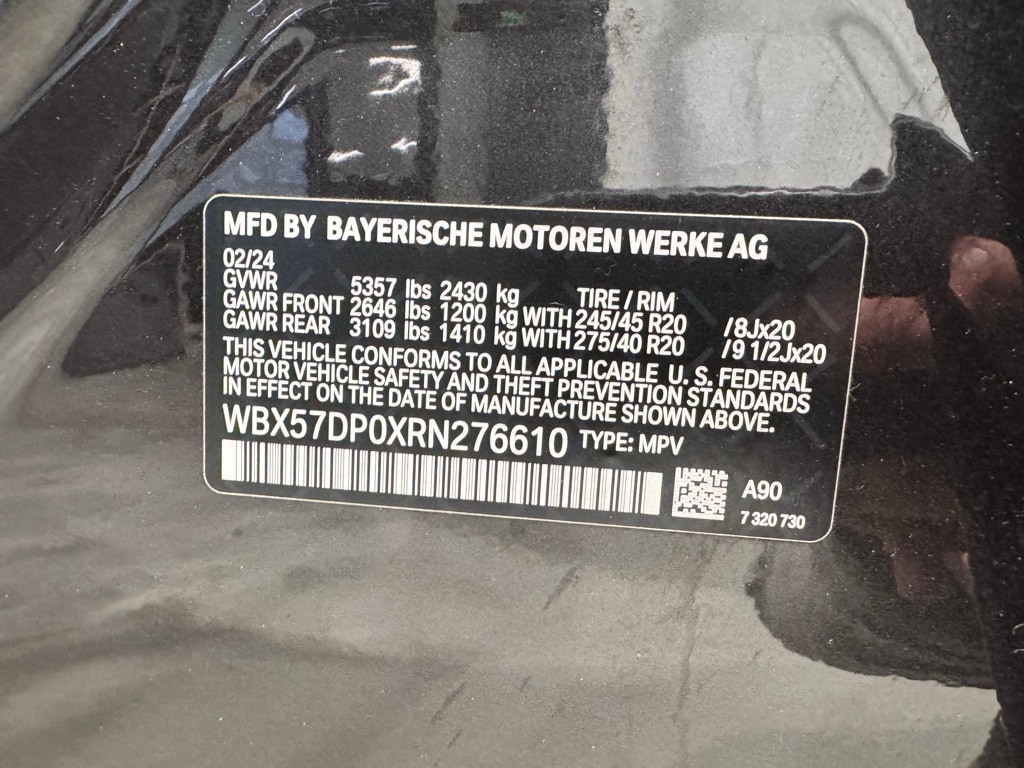 MFD BY BAYERISCHE MOTOREN WERKE AG
02/24
GVWR 5357 lbs 2430 kg TIRE / RIM
GAWR FRONT 2646 lbs 1200 kg WITH 245/45 R20 /8Jx20
GAWR REAR 3109 lbs 1410 kg WITH 275/40 R20 /9 1/2Jx20
THIS VEHICLE CONFORMS TO ALL APPLICABLE U. S. FEDERAL
MOTOR VEHICLE SAFETY AND THEFT PREVENTION STANDARDS
IN EFFECT ON THE DATE OF MANUFACTURE SHOWN ABOVE.
WBX57DP0XRN276610 TYPE: MPV
A90
7 320 730